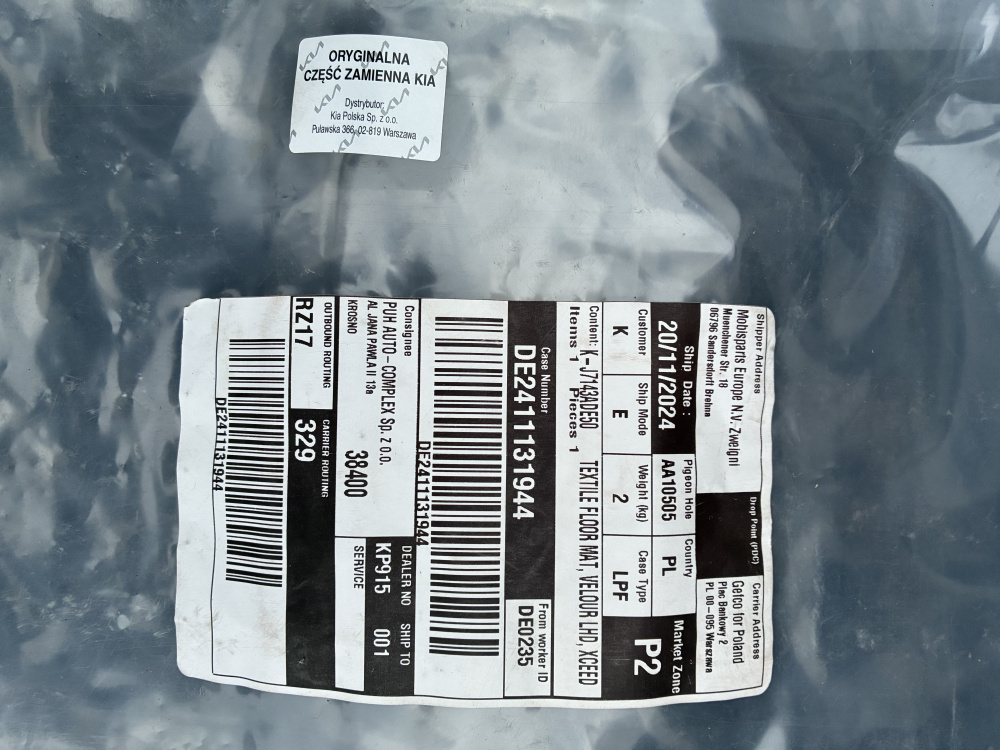 ORYGINALNA
CZĘŚĆ ZAMIENNA KIA
Dystrybutor:
Kia Polska Sp. z o.o.
Puławska 366, 02-819 Warszawa
Shipper Address
Mobisparts Europe N.V. Zweigni
Muenchener Str. 18
06796 Sandersdorf Brehna
Drop Point (PDC)
Carrier Address
Gefco for Poland
Plac Bankowy 2
PL 00-095 Warszawa
Ship Date :
20/11/2024
Pigeon Hole
AA10505
Country
PL
Market Zone
P2
Customer
K
Ship Mode
E
Weight (kg)
2
Case Type
LPF
Content: K-J7143ADE50 TEXTILE FLOOR MAT, VELOUR LHD, XCEED
Items 1 Pieces 1
Case Number
DE2411131944
From worker ID
DE0235
DE2411131944
Consignee
PUH AUTO-COMPLEX Sp. z o.o.
AL JANA PAWLA II 13a
38400
KROSNO
DEALER NO SHIP TO
KP915 001
SERVICE
OUTBOUND ROUTING
RZ17
CARRIER ROUTING
329
DE2411131944